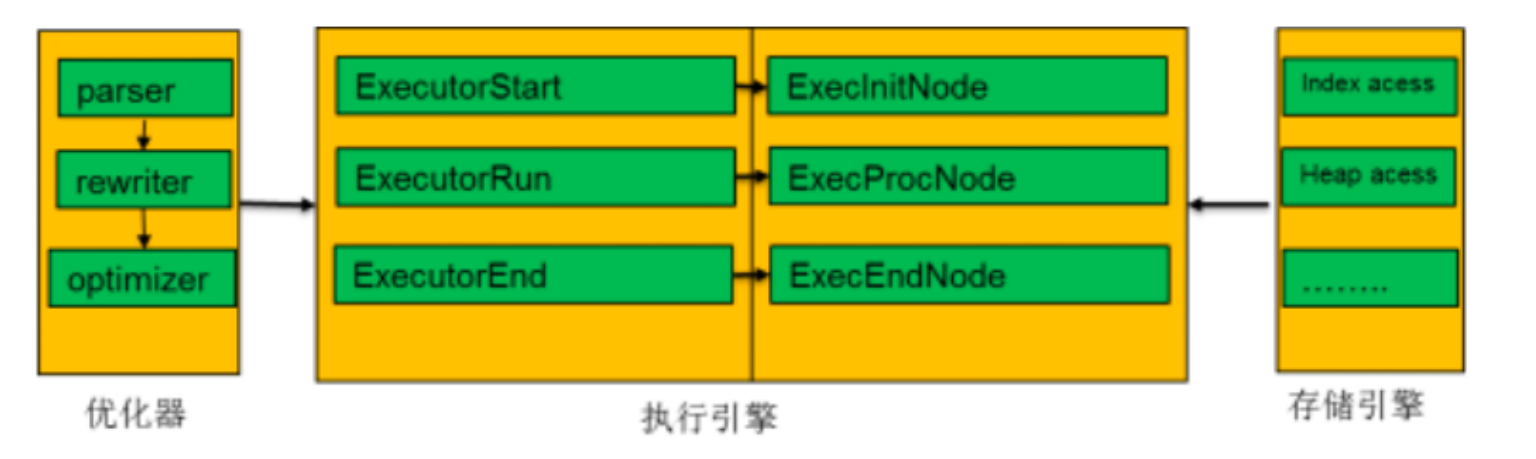 parser
rewriter
optimizer
优化器
ExecutorStart
ExecInitNode
ExecutorRun
ExecProcNode
ExecutorEnd
ExecEndNode
执行引擎
Index acess
Heap acess
........
存储引擎